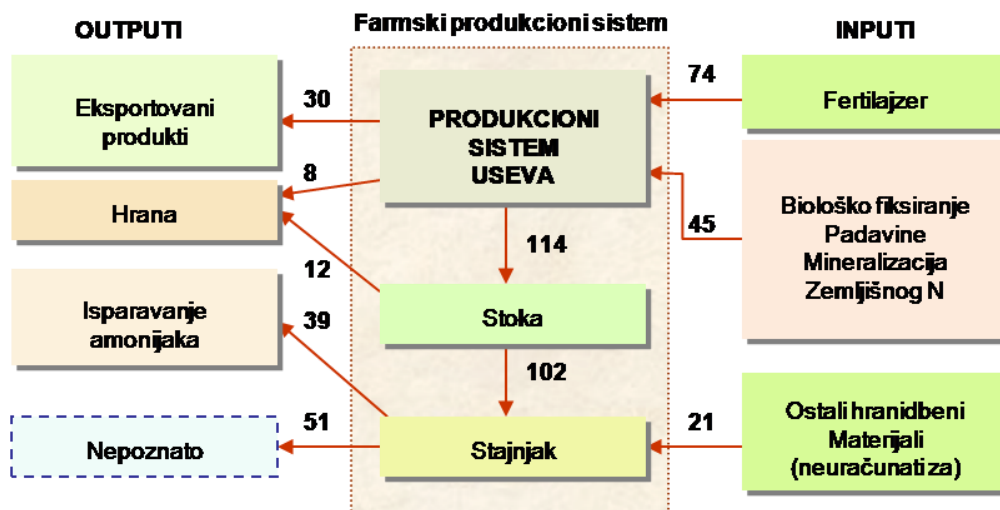 OUTPUTI
Farmski produkcioni sistem
INPUTI
Eksportovani
produkti
30
PRODUKCIONI
SISTEM
USEVA
74
Fertilajzer
8
Hrana
45
Biološko fiksiranje
Padavine
Mineralizacija
Zemljišnog N
114
12
Isparavanje
amonijaka
39
Stoka
102
51
Nepoznato
Stajnjak
21
Ostali hranidbeni
Materijali
(neuračunati za)